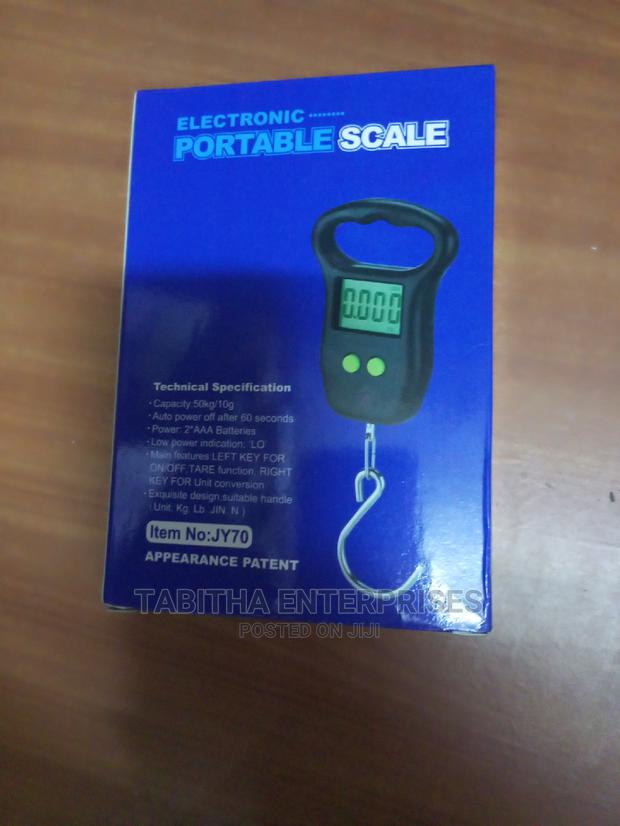 ELECTRONIC ········
PORTABLE SCALE
0.000
Technical Specification
·Capacity:50kg/10g
·Auto power off after 60 seconds
·Power: 2*AAA Batteries
·Low power indication: 'LO'
·Main features:LEFT KEY FOR
ON/OFF,TARE function, RIGHT
KEY FOR Unit conversion
·Exquisite design,suitable handle
(Unit: Kg. Lb. JIN. N )
Item No:JY70
APPEARANCE PATENT
TABITHA ENTERPRISES
POSTED ON JIJI